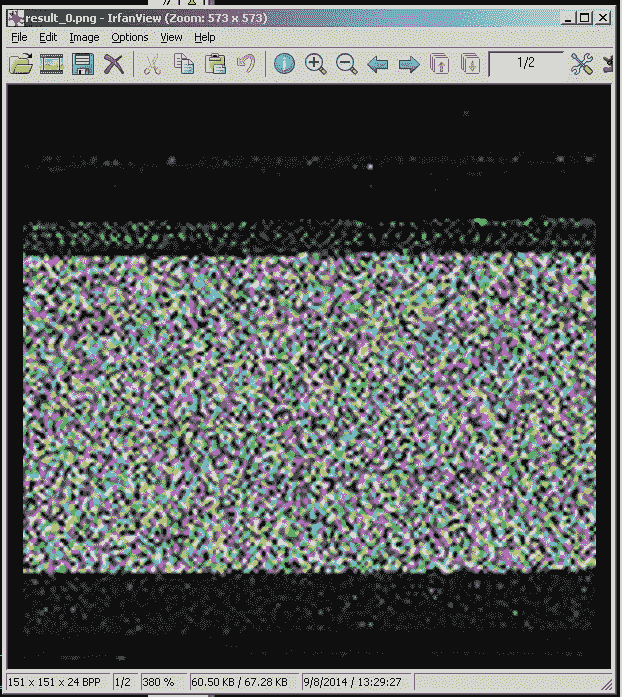 result_0.png - IrfanView (Zoom: 573 x 573)
File Edit Image Options View Help
1/2
151 x 151 x 24 BPP 1/2 380 % 60.50 KB / 67.28 KB 9/8/2014 / 13:29:27